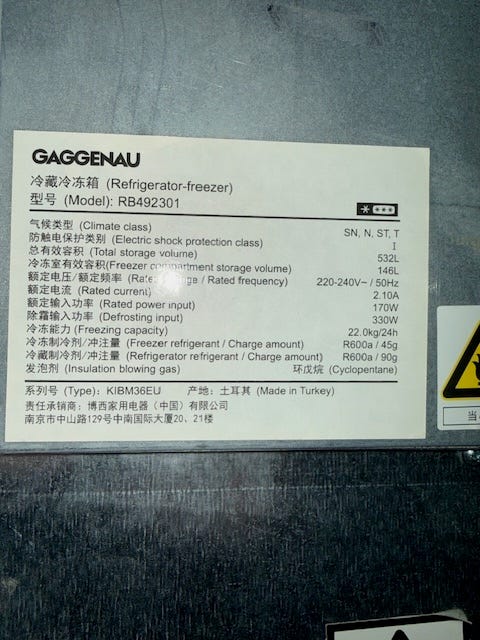 GAGGENAU
冷藏冷冻箱 (Refrigerator-freezer)
型号 (Model): RB492301
气候类型 (Climate class) SN, N, ST, T
防触电保护类别 (Electric shock protection class) I
总有效容积 (Total storage volume) 532L
冷冻室有效容积(Freezer compartment storage volume) 146L
额定电压/额定频率 (Rated / Rated frequency) 220-240V~ / 50Hz
额定电流 (Rated current) 2.10A
额定输入功率 (Rated power input) 170W
除霜输入功率 (Defrosting input) 330W
冷冻能力 (Freezing capacity) 22.0kg/24h
冷冻制冷剂/冲注量 (Freezer refrigerant / Charge amount) R600a / 45g
冷藏制冷剂/冲注量 (Refrigerator refrigerant / Charge amount) R600a / 90g
发泡剂 (Insulation blowing gas) 环戊烷 (Cyclopentane)
系列号 (Type): KIBM36EU 产地: 土耳其 (Made in Turkey)
责任承销商: 博西家用电器 (中国) 有限公司
南京市中山路129号中南国际大厦20、21楼
当